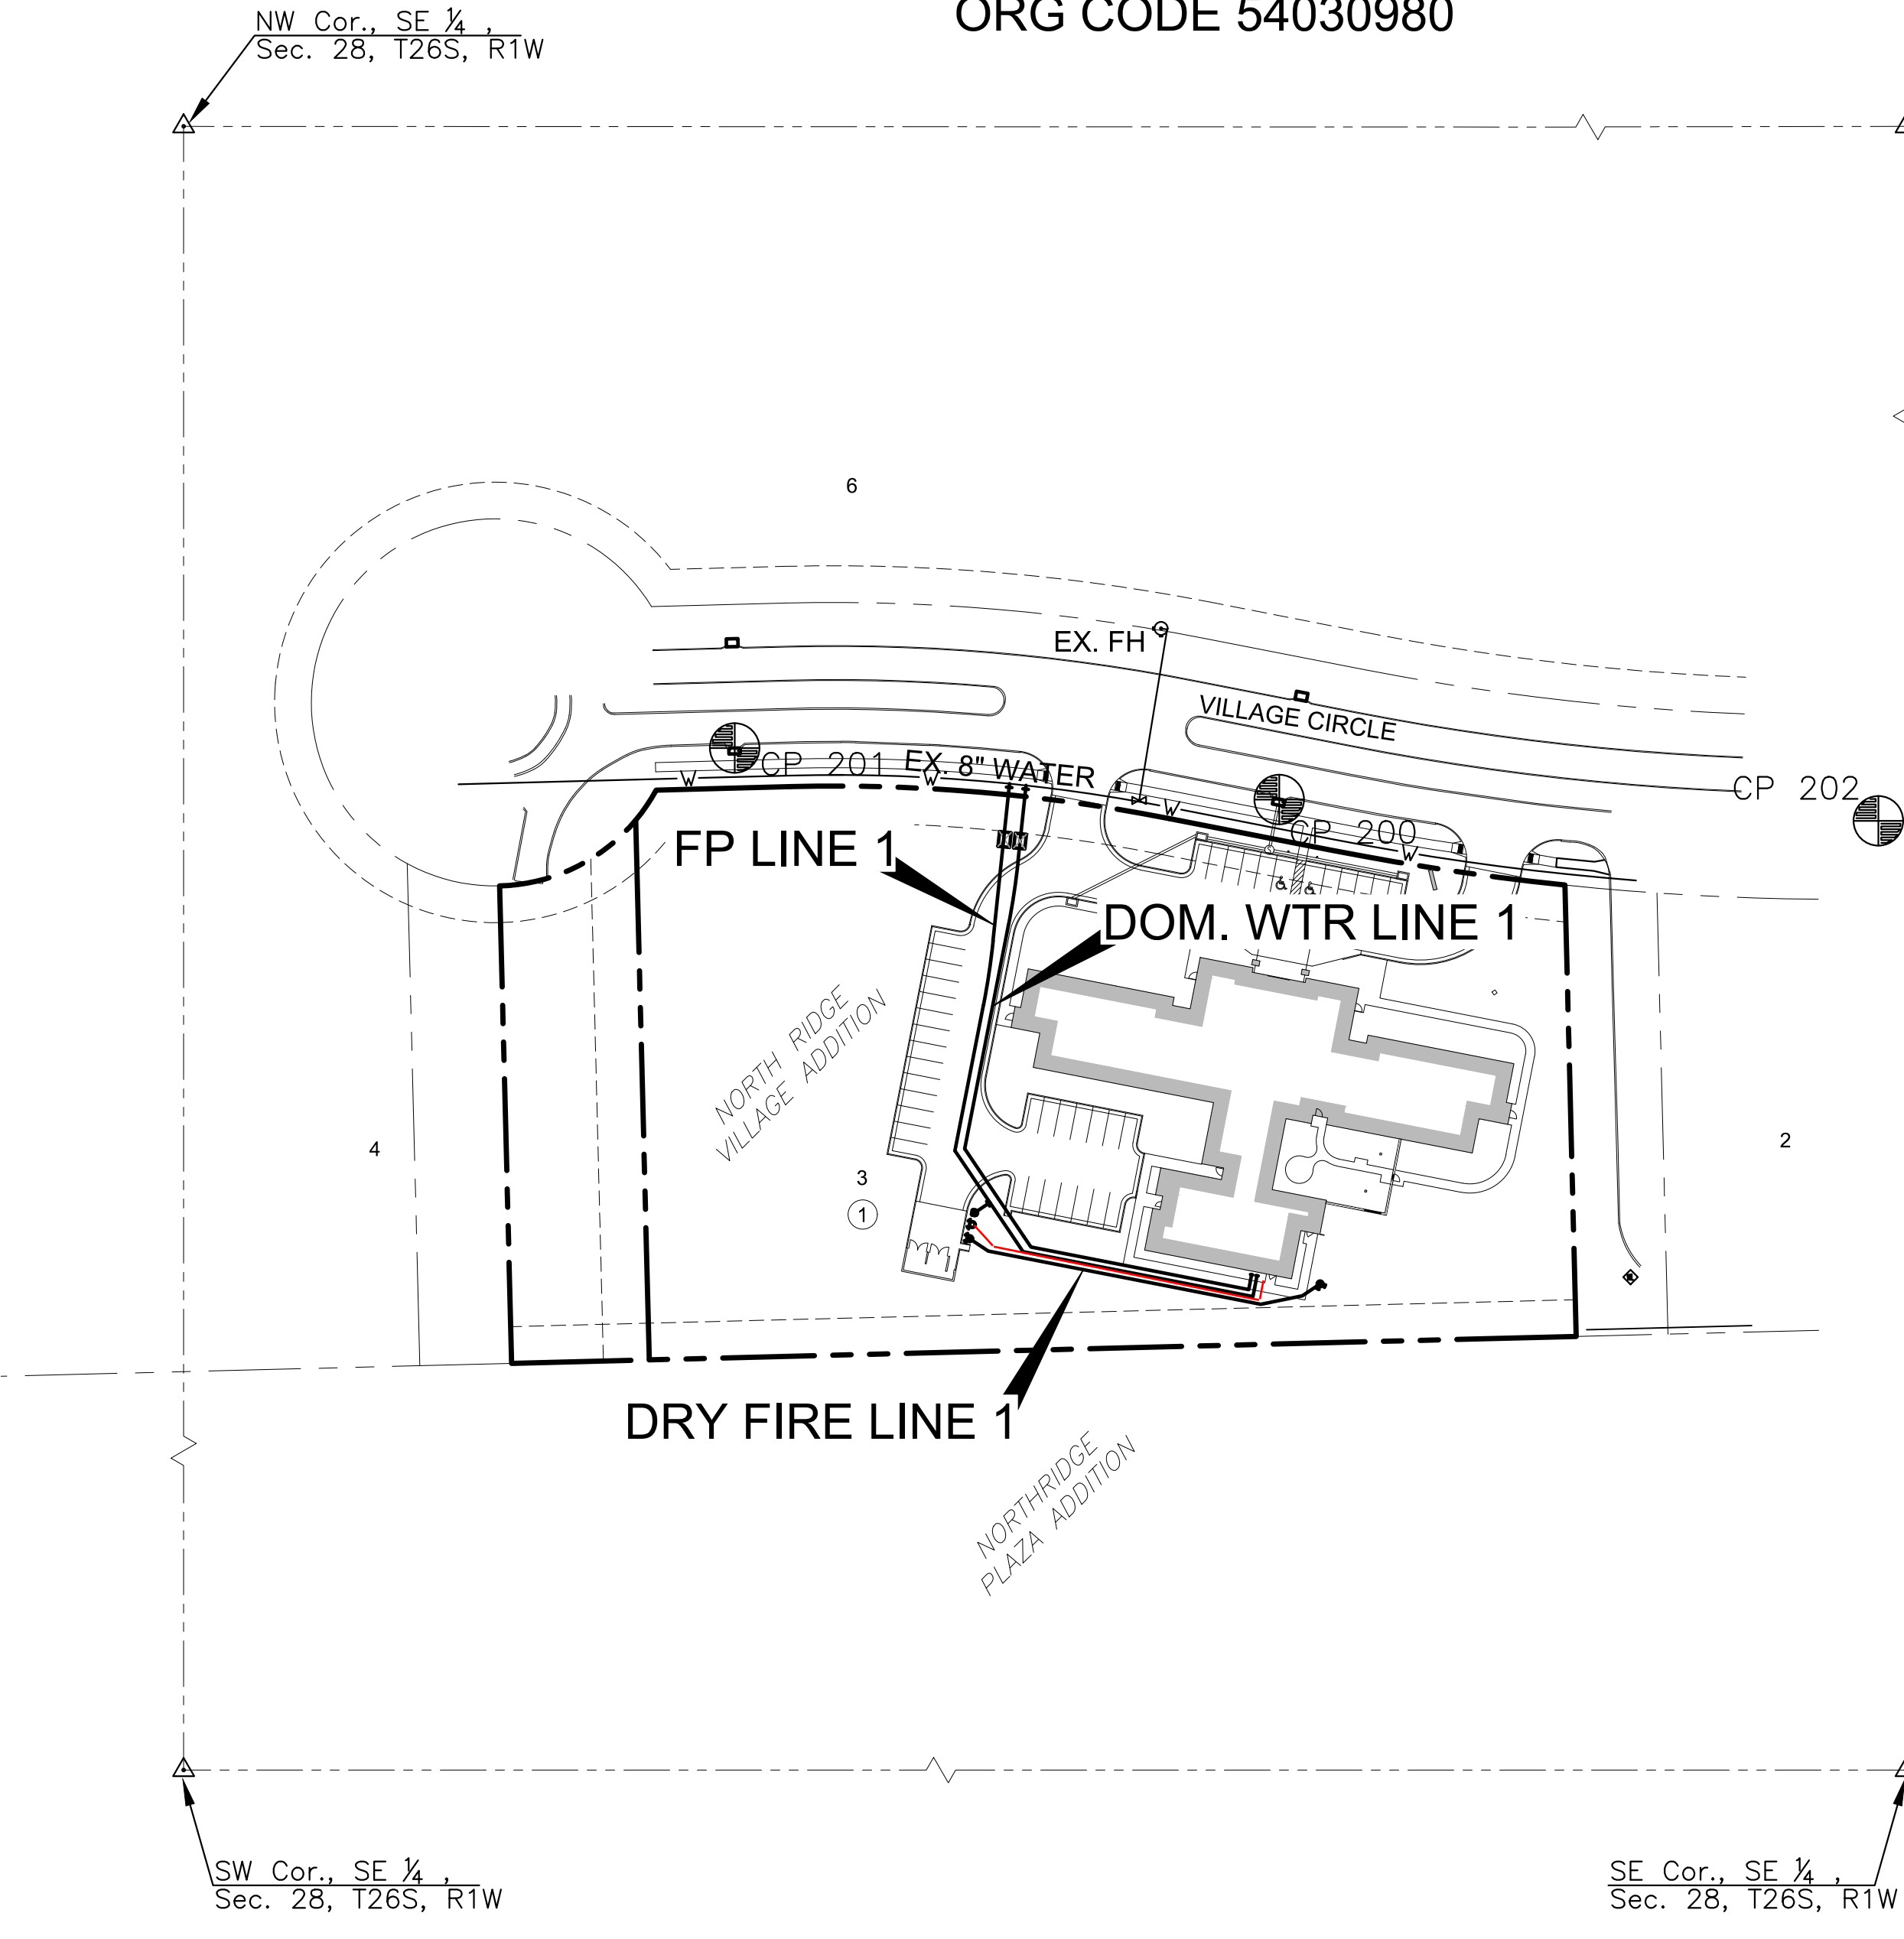 ORG CODE 54030980
NW Cor., SE ¼ ,
Sec. 28, T26S, R1W
6
EX. FH
VILLAGE CIRCLE
CP 201
EX. 8" WATER
W
W
W
W
CP 202
CP 200
FP LINE 1
DOM. WTR LINE 1
NORTH RIDGE
VILLAGE ADDITION
4
3
1
2
DRY FIRE LINE 1
NORTHRIDGE
PLAZA ADDITION
SW Cor., SE ¼ ,
Sec. 28, T26S, R1W
SE Cor., SE ¼ ,
Sec. 28, T26S, R1W